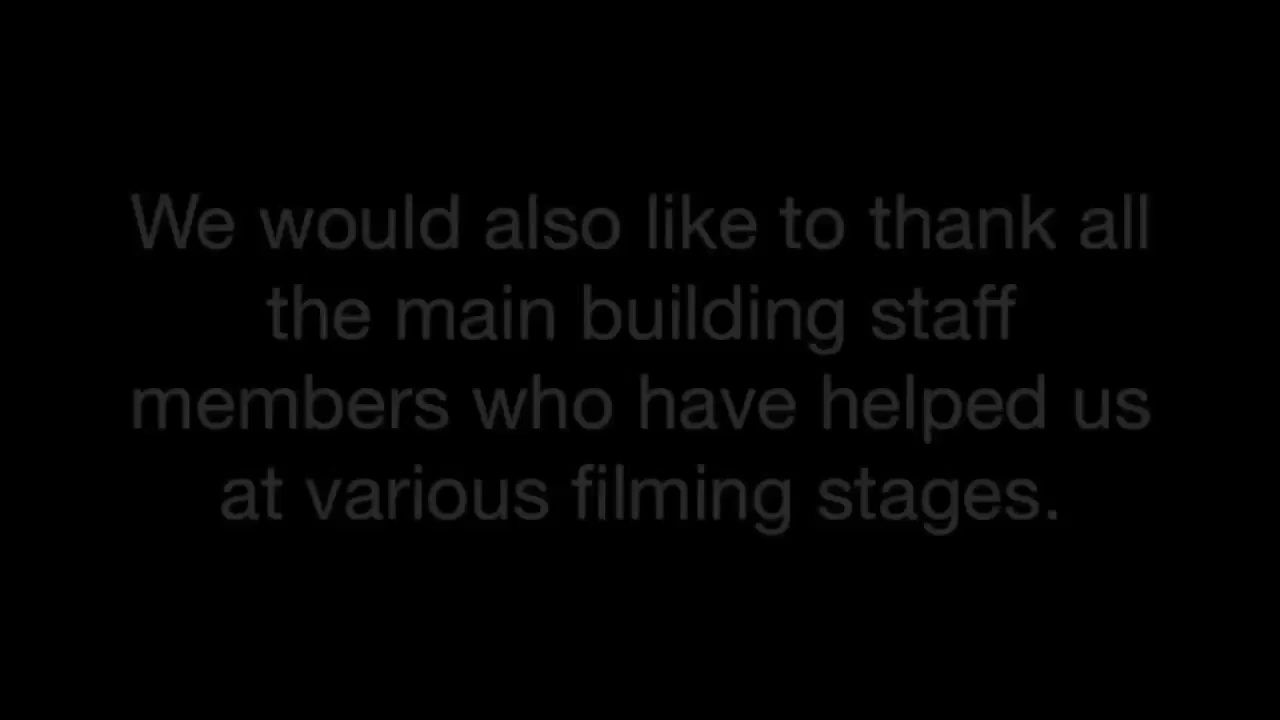 We would also like to thank all
the main building staff
members who have helped us
at various filming stages.